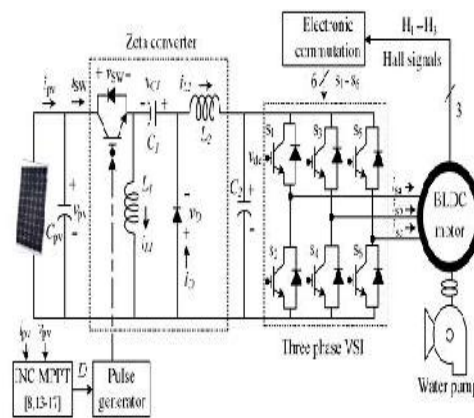 Zeta converter
Electronic
commutation
H1–H3
Hall signals
3
6
s1–s6
ipv
iSW
+ vSW –
vC1
– +
C1
iL2
L2
+
vpv
–
Cpv
L1
iL1
–
vD
+
iD
C2
+
vdc
–
S1
S3
S5
S2
S4
S6
BLDC
motor
Three phase VSI
Water pump
ipv
vpv
INC MPPT
[8,13-17]
D
Pulse
generator